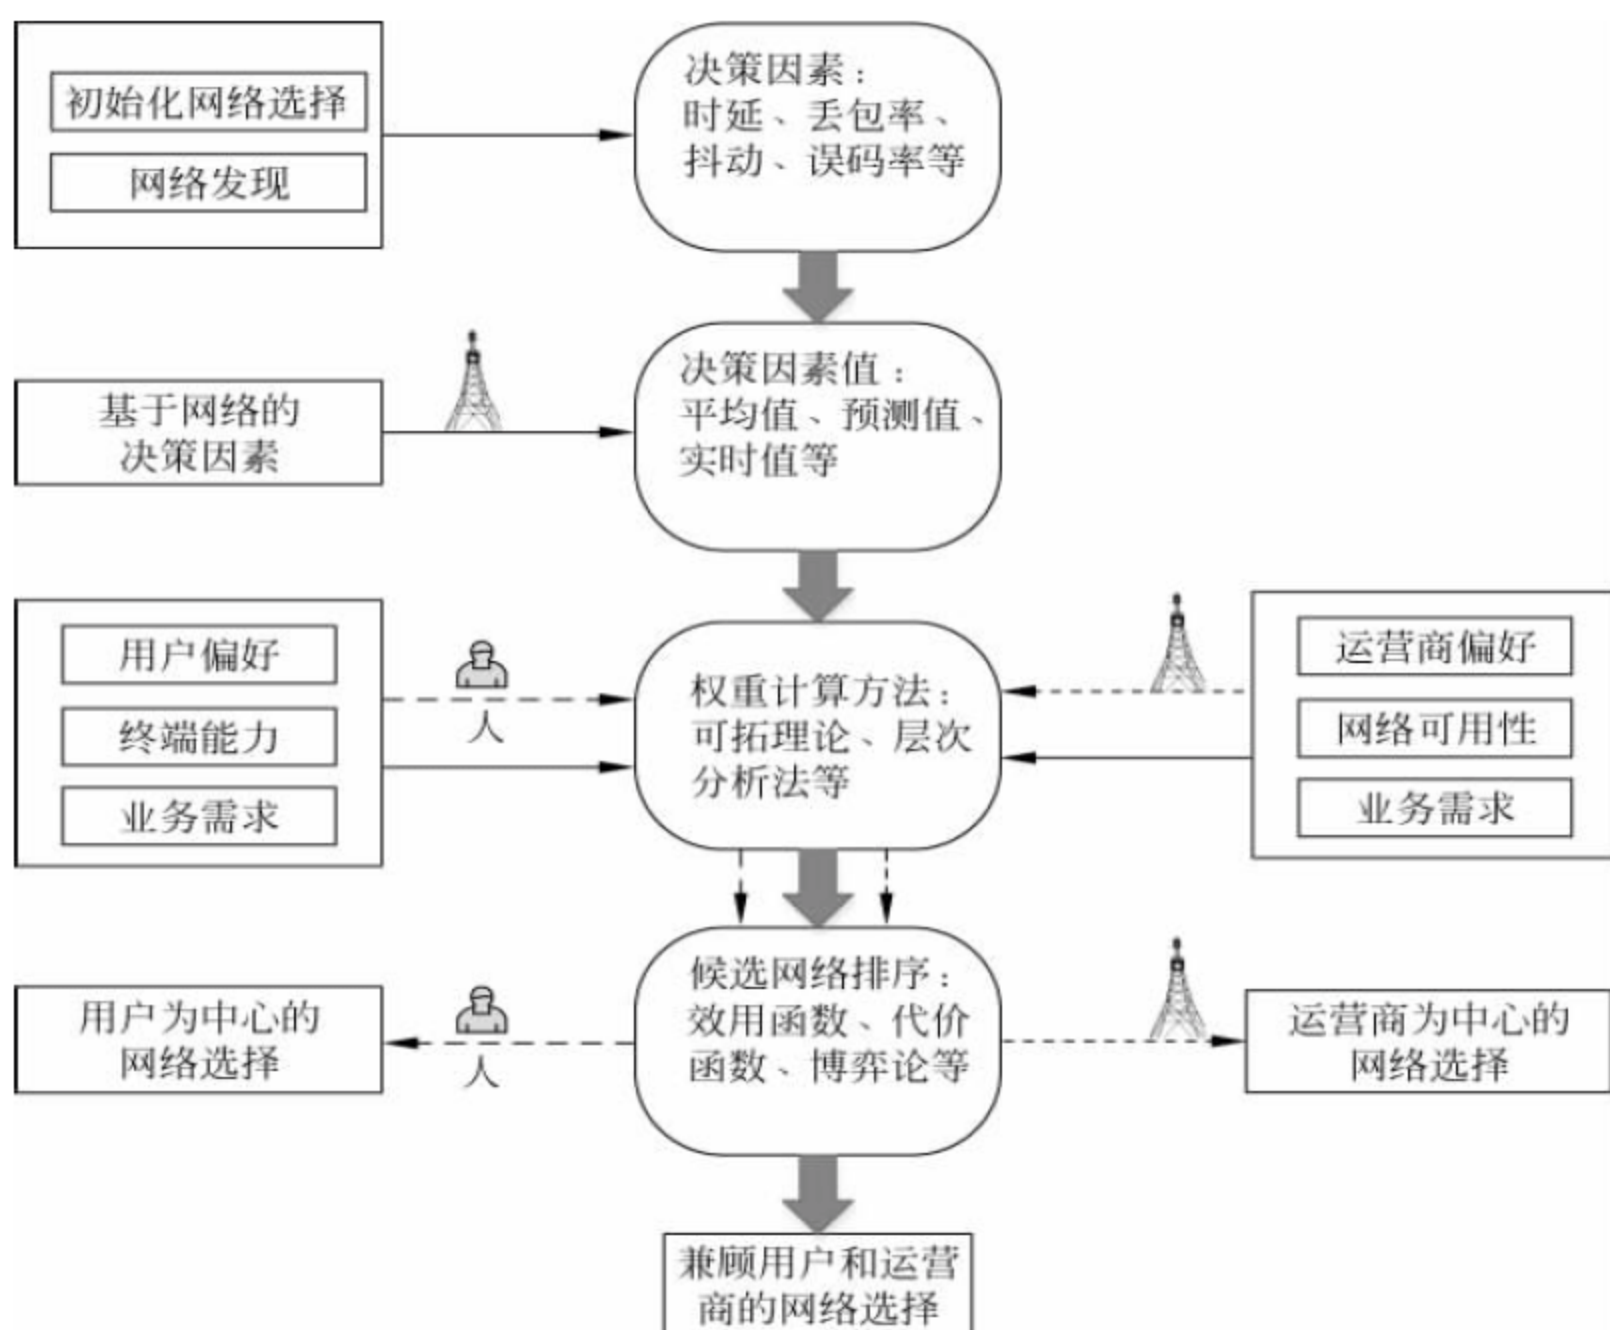 初始化网络选择
网络发现
决策因素：
时延、丢包率、
抖动、误码率等
基于网络的
决策因素
决策因素值：
平均值、预测值、
实时值等
用户偏好
终端能力
业务需求
人
权重计算方法：
可拓理论、层次
分析法等
运营商偏好
网络可用性
业务需求
用户为中心的
网络选择
人
候选网络排序：
效用函数、代价
函数、博弈论等
运营商为中心的
网络选择
兼顾用户和运营
商的网络选择